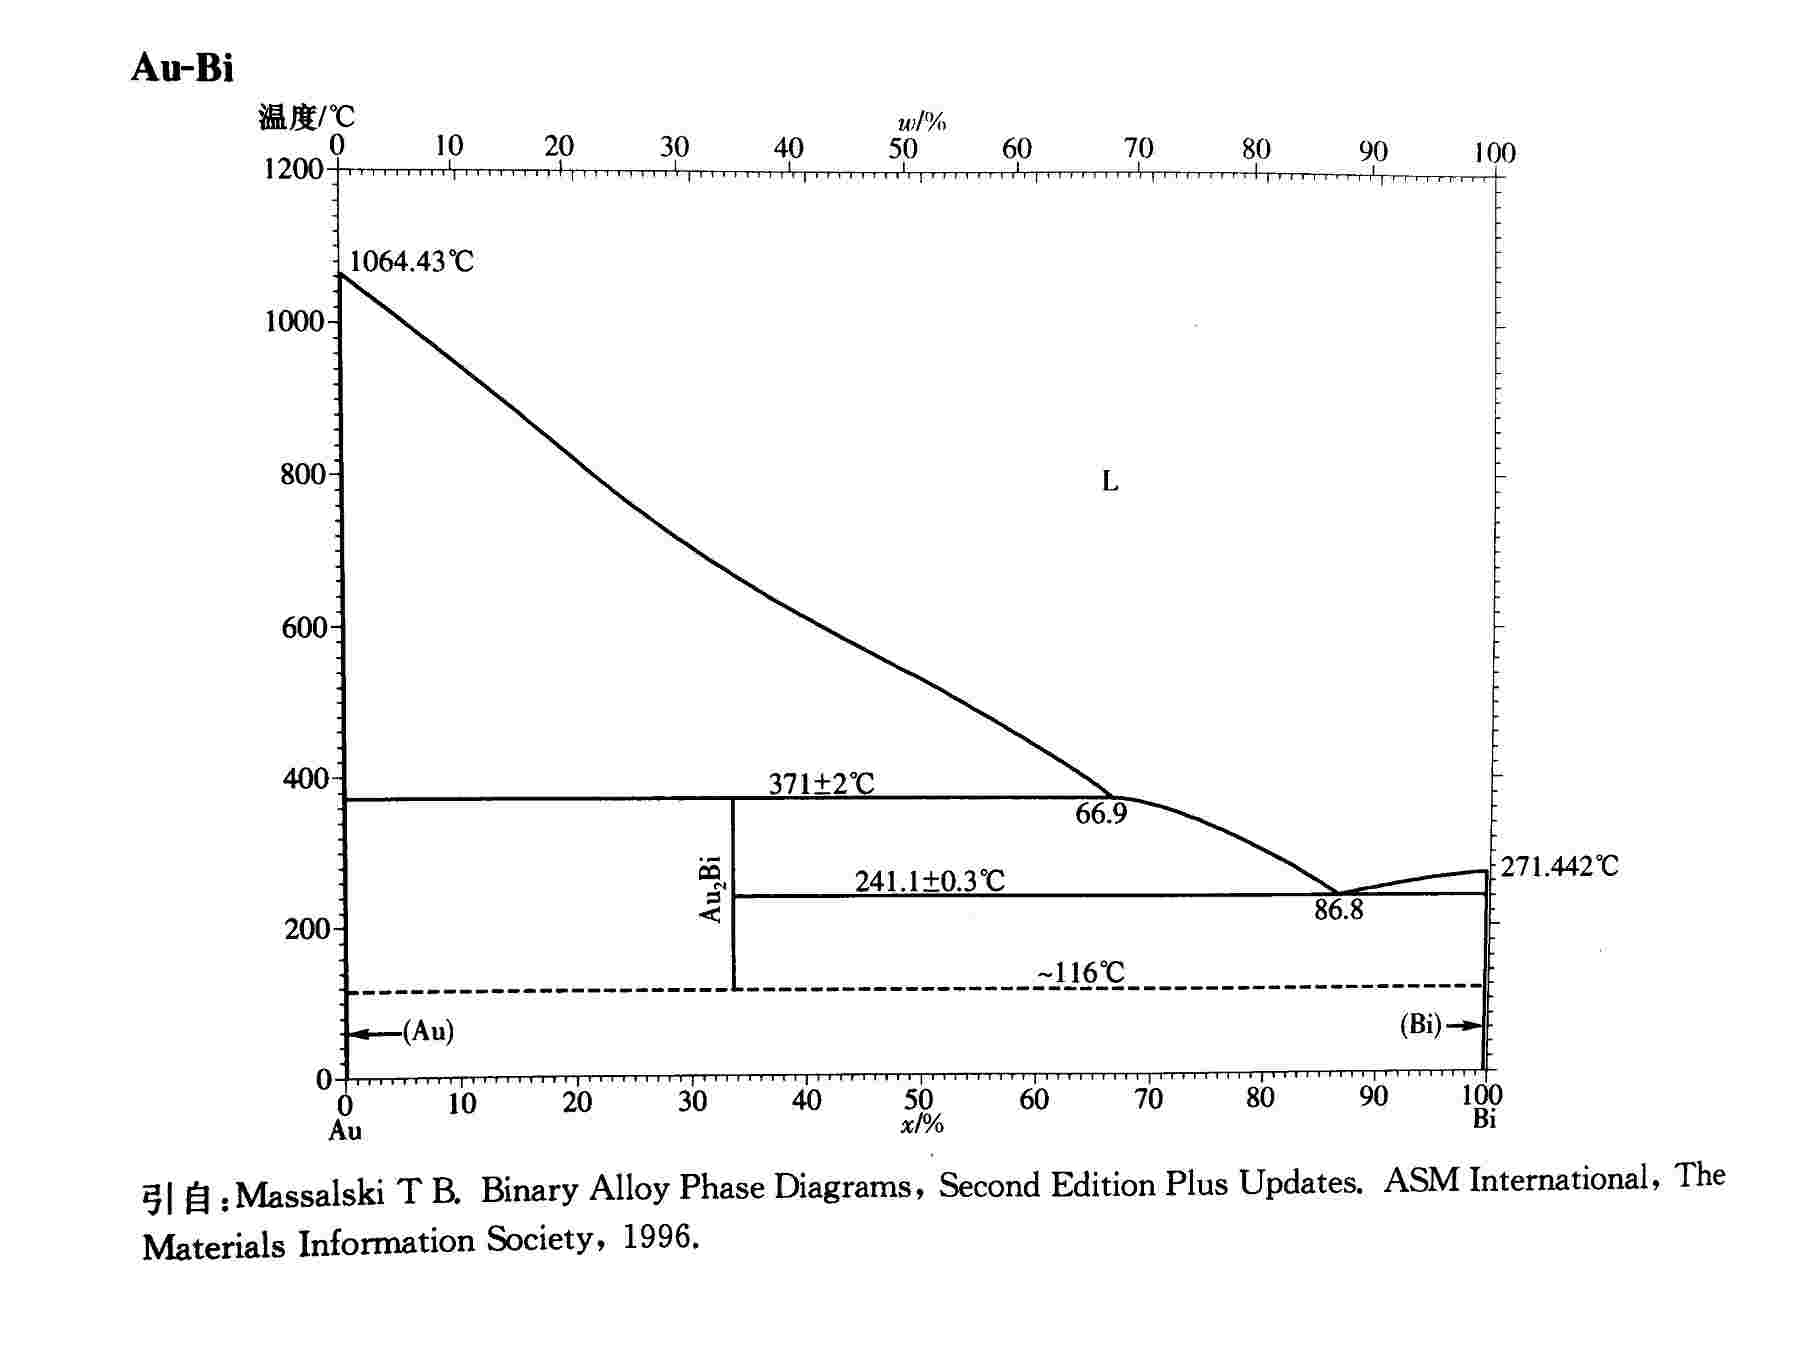 Au-Bi
温度/℃
w/%
0 10 20 30 40 50 60 70 80 90 100
1200
1064.43℃
1000
800
L
600
400
371±2℃
66.9
Au₂Bi
241.1±0.3℃
271.442℃
86.8
200
~116℃
(Au)
(Bi)
0
0 10 20 30 40 50 60 70 80 90 100
Au
x/%
Bi
引自:Massalski T B. Binary Alloy Phase Diagrams, Second Edition Plus Updates. ASM International, The
Materials Information Society, 1996.